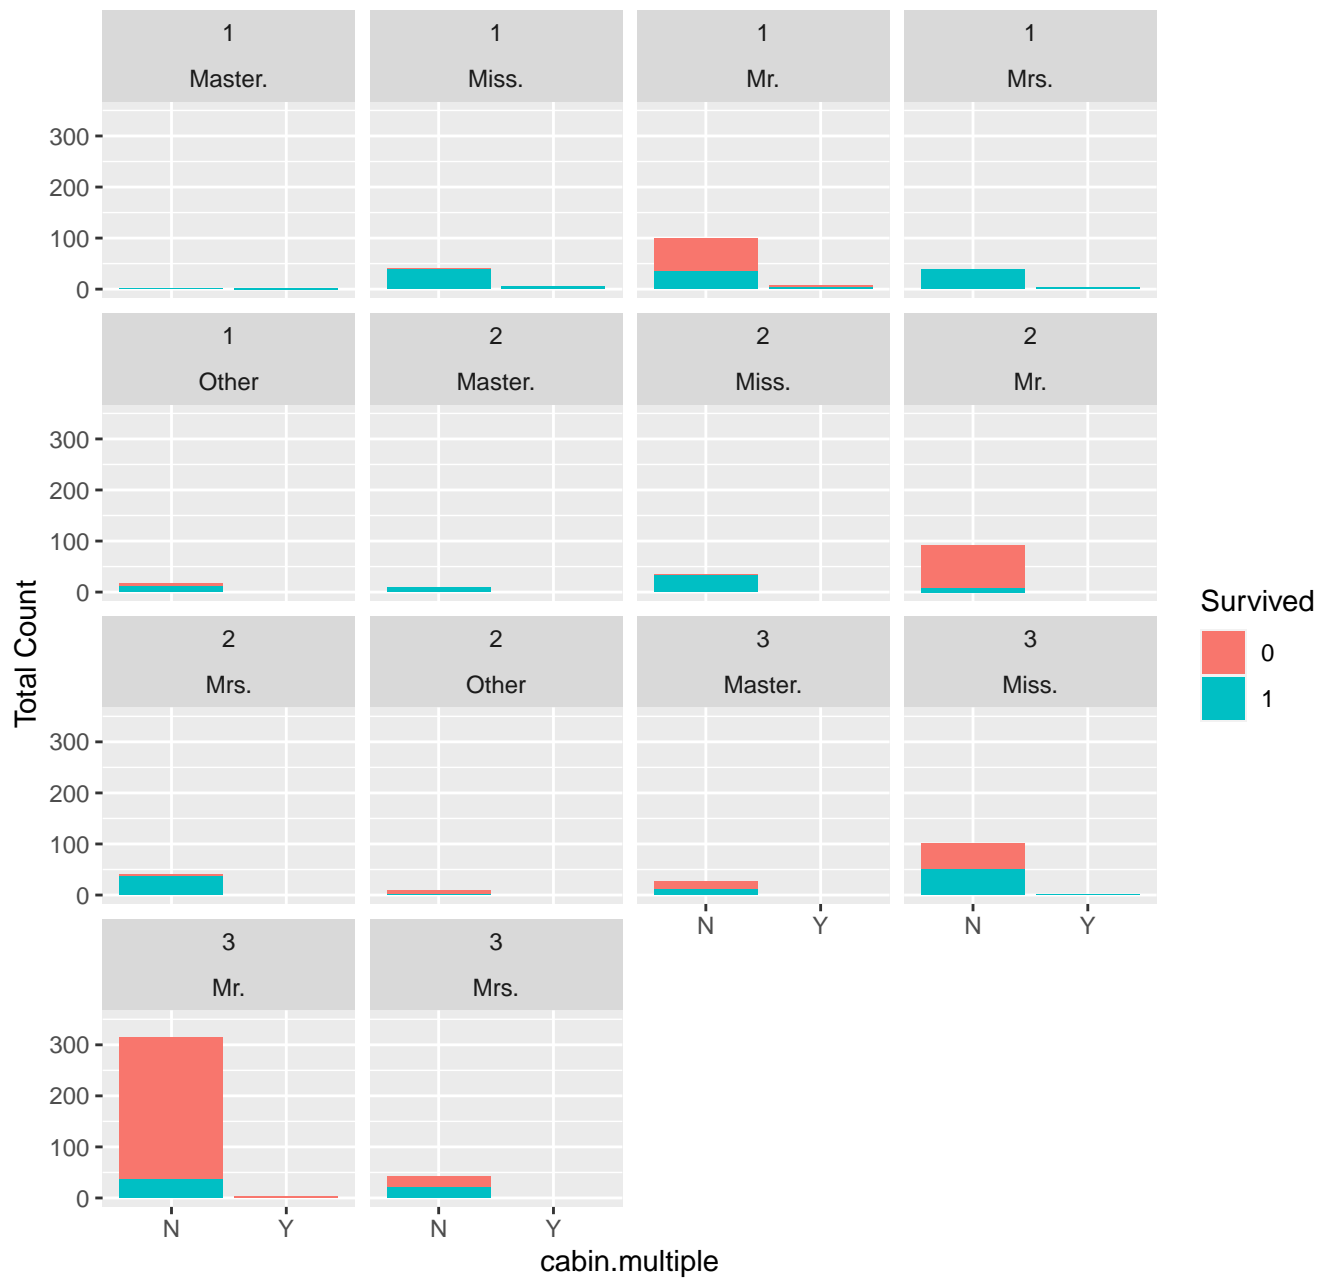 1
Master.
1
Miss.
1
Mr.
1
Mrs.
300
200
100
0
1
Other
2
Master.
2
Miss.
2
Mr.
300
200
100
0
2
Mrs.
2
Other
3
Master.
3
Miss.
300
200
100
0
N Y
N Y
3
Mr.
3
Mrs.
300
200
100
0
N Y
N Y
cabin.multiple
Total Count
Survived
0
1